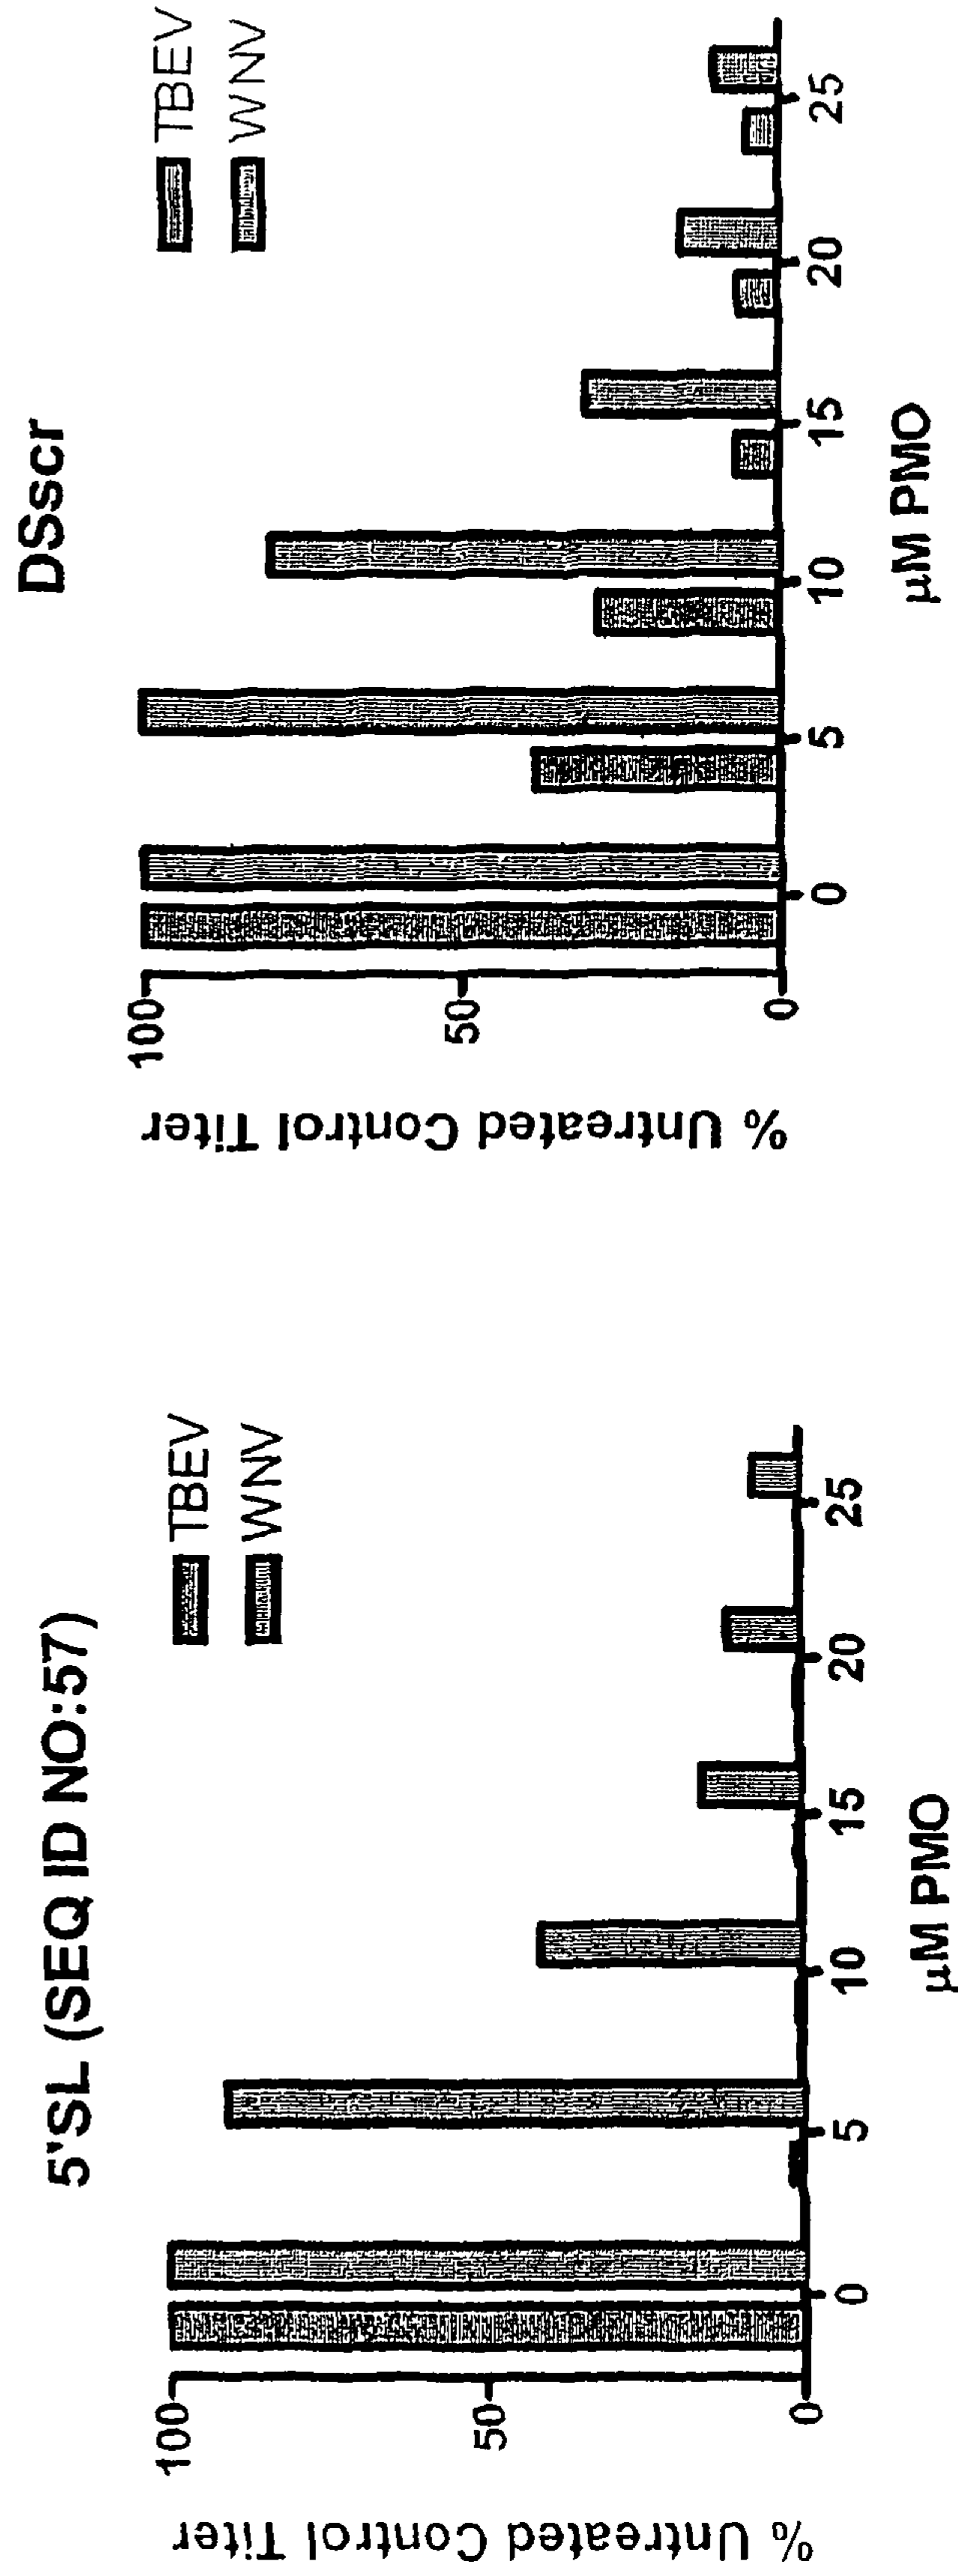 5'SL (SEQ ID NO:57)
TBEV
WNV
% Untreated Control Titer
100
50
0
0 5 10 15 20 25
µM PMO
DSscr
TBEV
WNV
% Untreated Control Titer
100
50
0
0 5 10 15 20 25
µM PMO